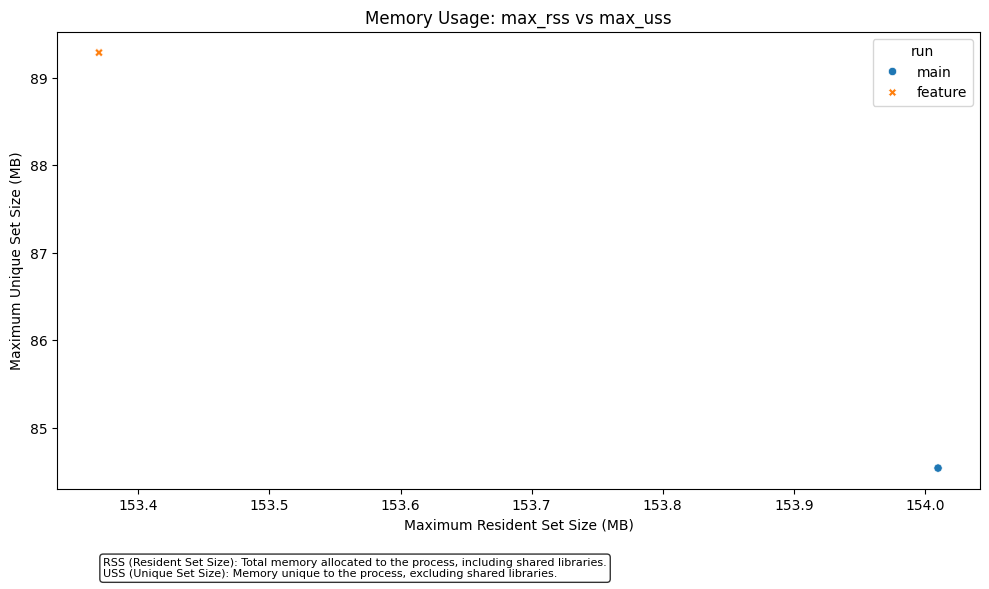 Memory Usage: max_rss vs max_uss
run
main
feature
Maximum Unique Set Size (MB)
89
88
87
86
85
153.4 153.5 153.6 153.7 153.8 153.9 154.0
Maximum Resident Set Size (MB)
RSS (Resident Set Size): Total memory allocated to the process, including shared libraries.
USS (Unique Set Size): Memory unique to the process, excluding shared libraries.